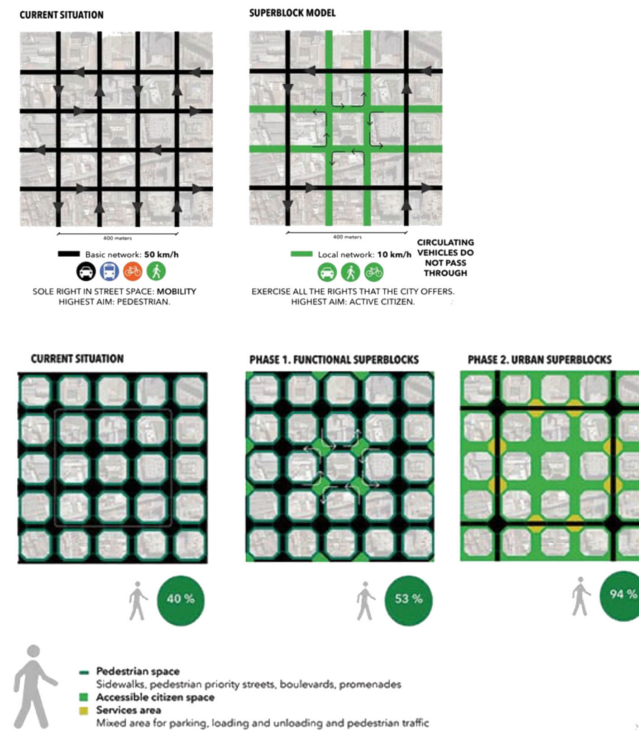 CURRENT SITUATION
SUPERBLOCK MODEL
400 meters
400 meters
Basic network: 50 km/h
Local network: 10 km/h
CIRCULATING
VEHICLES DO
NOT PASS
THROUGH
SOLE RIGHT IN STREET SPACE: MOBILITY
HIGHEST AIM: PEDESTRIAN.
EXERCISE ALL THE RIGHTS THAT THE CITY OFFERS.
HIGHEST AIM: ACTIVE CITIZEN.
CURRENT SITUATION
PHASE 1. FUNCTIONAL SUPERBLOCKS
PHASE 2. URBAN SUPERBLOCKS
40 %
53 %
94 %
Pedestrian space
Sidewalks, pedestrian priority streets, boulevards, promenades
Accessible citizen space
Services area
Mixed area for parking, loading and unloading and pedestrian traffic